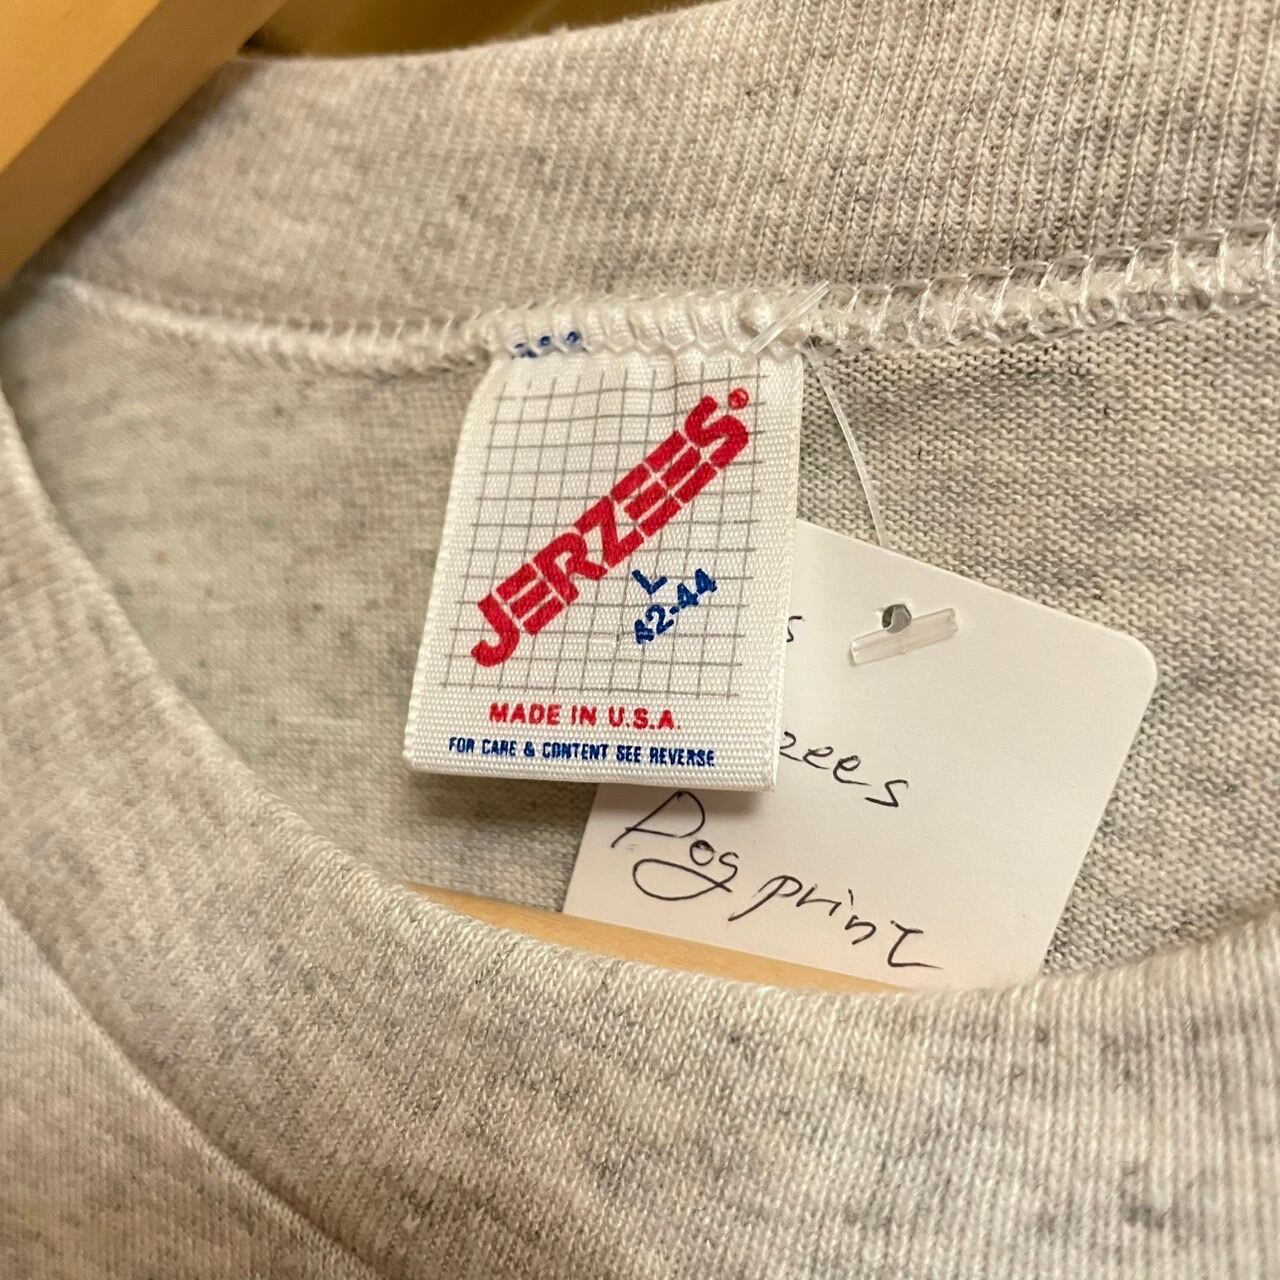 JERZEES®
L
42-44
MADE IN U.S.A.
FOR CARE & CONTENT SEE REVERSE
s
zees
Dog print